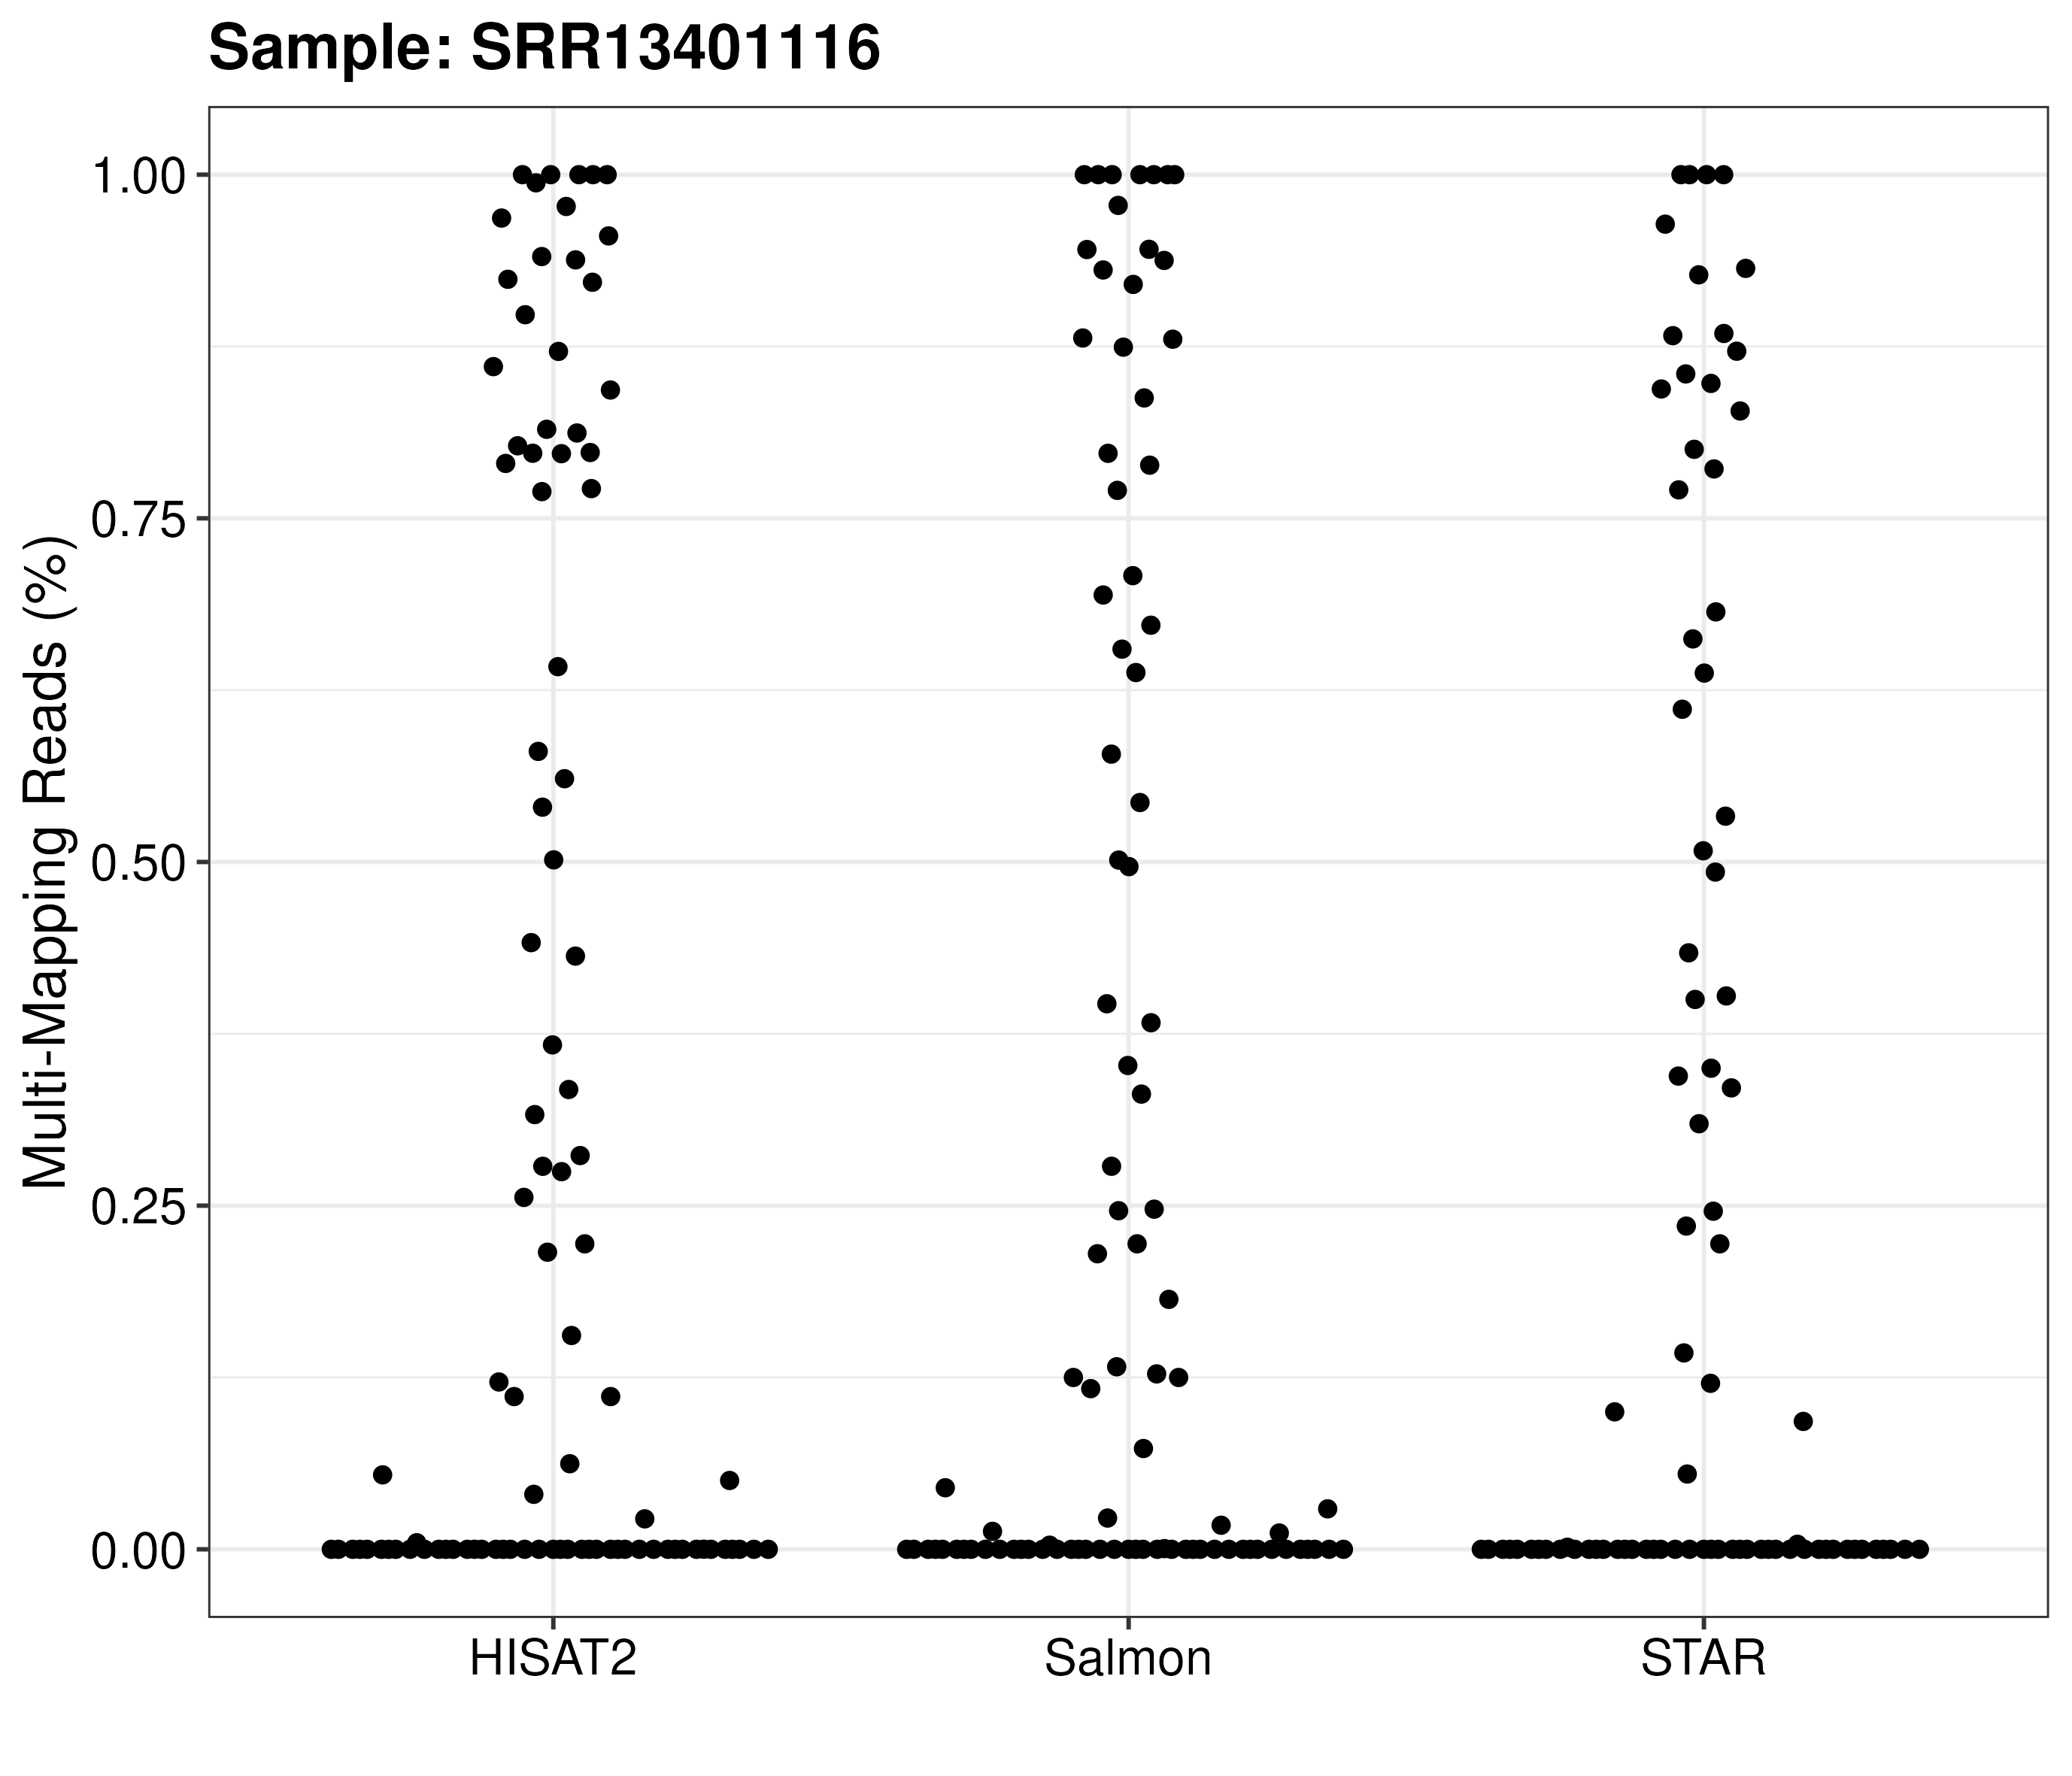 Sample: SRR13401116
Multi-Mapping Reads (%)
1.00
0.75
0.50
0.25
0.00
HISAT2 Salmon STAR